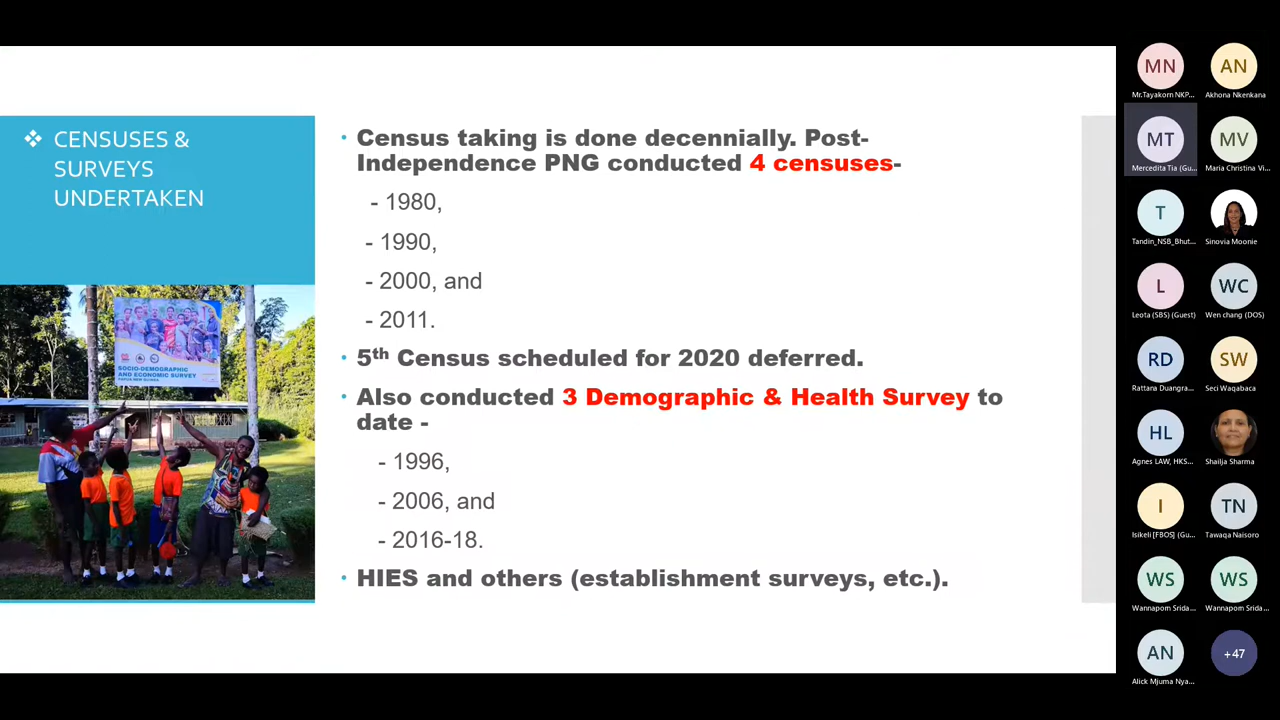 ❖ CENSUSES &
SURVEYS
UNDERTAKEN
SOCIO-DEMOGRAPHIC
AND ECONOMIC SURVEY
PAPUA NEW GUINEA
• Census taking is done decennially. Post-
Independence PNG conducted 4 censuses-
- 1980,
- 1990,
- 2000, and
- 2011.
• 5th Census scheduled for 2020 deferred.
• Also conducted 3 Demographic & Health Survey to
date -
- 1996,
- 2006, and
- 2016-18.
• HIES and others (establishment surveys, etc.).
MN
Mr.Tayakorn NKP...
AN
Akhona Nkenkana
MT
Mercedita Tia (Gu...
MV
Maria Christina Vi...
T
Tandin_NSB_Bhut...
Sinovia Moonie
L
Leota (SBS) (Guest)
WC
Wen chang (DOS)
RD
Rattana Duangra...
SW
Seci Waqabaca
HL
Agnes LAW, HKS...
Shailja Sharma
I
Isikeli [FBOS] (Gu...
TN
Tawaqa Naisoro
WS
Wannaporn Srida...
WS
Wannaporn Srida...
AN
Alick Mjuma Nya...
+47